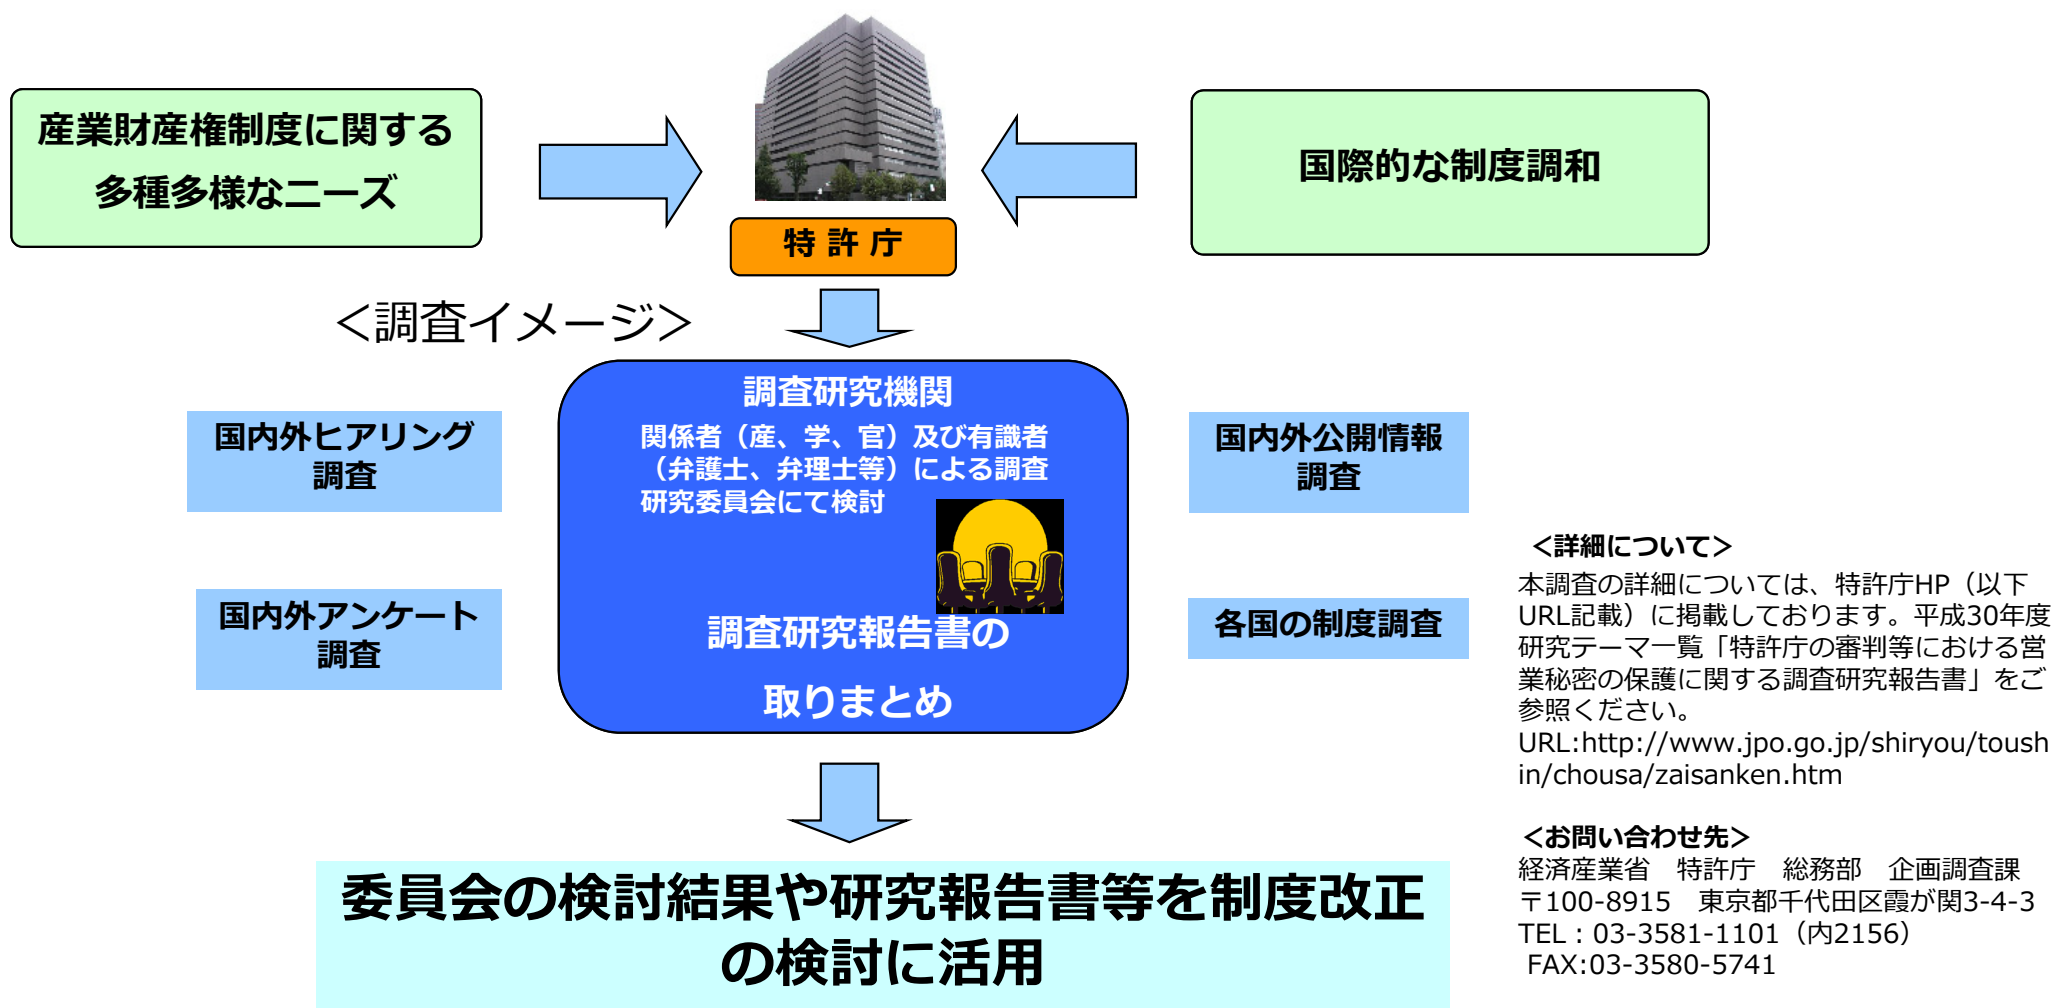 産業財産権制度に関する
多種多様なニーズ
特許庁
国際的な制度調和
＜調査イメージ＞
調査研究機関
関係者（産、学、官）及び有識者
（弁護士、弁理士等）による調査
研究委員会にて検討
調査研究報告書の
取りまとめ
国内外ヒアリング
調査
国内外アンケート
調査
国内外公開情報
調査
各国の制度調査
＜詳細について＞
本調査の詳細については、特許庁HP（以下
URL記載）に掲載しております。平成30年度
研究テーマ一覧「特許庁の審判等における営
業秘密の保護に関する調査研究報告書」をご
参照ください。
URL:http://www.jpo.go.jp/shiryou/toush
in/chousa/zaisanken.htm
＜お問い合わせ先＞
経済産業省　特許庁　総務部　企画調査課
〒100-8915　東京都千代田区霞が関3-4-3
TEL：03-3581-1101（内2156）
FAX:03-3580-5741
委員会の検討結果や研究報告書等を制度改正
の検討に活用